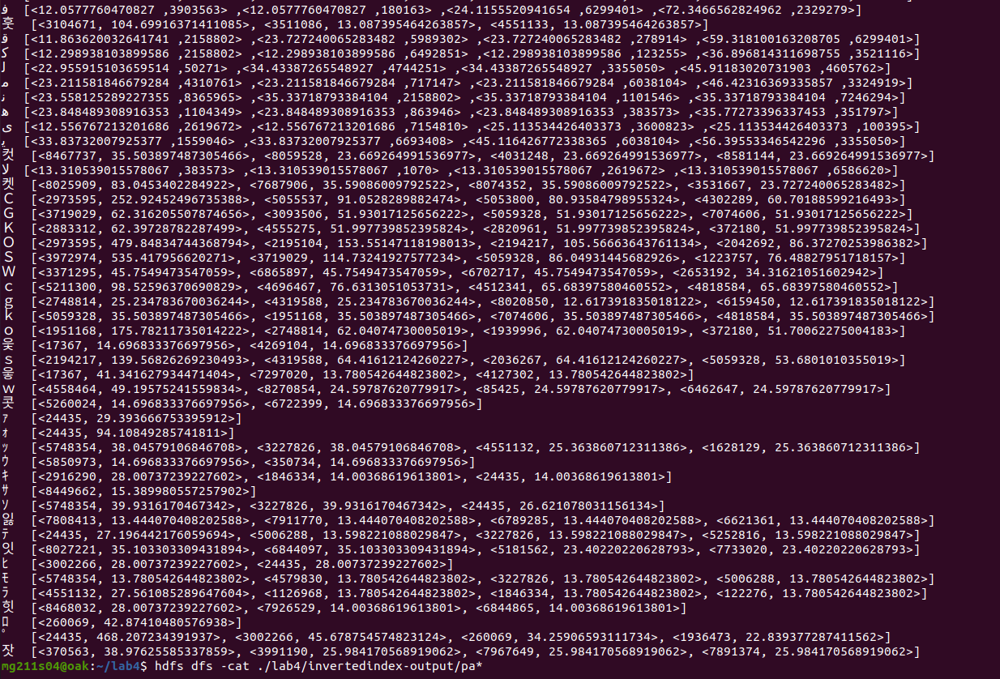 ف [<12.0577760470827 ,3903563> ,<12.0577760470827 ,180163> ,<24.1155520941654 ,6299401> ,<72.3466562824962 ,2329279>]
훗 [<3104671, 104.69916371411085>, <3511086, 13.087395464263857>, <4551133, 13.087395464263857>]
ﻗ [<11.863620032641741 ,2158802> ,<23.727240065283482 ,5989302> ,<23.727240065283482 ,278914> ,<59.318100163208705 ,6299401>]
ﻛ [<12.298938103899586 ,2158802> ,<12.298938103899586 ,6492851> ,<12.298938103899586 ,123255> ,<36.896814311698755 ,3521116>]
ﻟ [<22.955915103659514 ,50271> ,<34.43387265548927 ,4744251> ,<34.43387265548927 ,3355050> ,<45.91183020731903 ,4605762>]
ﻣ [<23.211581846679284 ,4310761> ,<23.211581846679284 ,717147> ,<23.211581846679284 ,6038104> ,<46.42316369335857 ,3324919>]
ﻧ [<23.558125289227355 ,8365965> ,<35.33718793384104 ,2158802> ,<35.33718793384104 ,1101546> ,<35.33718793384104 ,7246294>]
ﻫ [<23.848489308916353 ,1104349> ,<23.848489308916353 ,863946> ,<23.848489308916353 ,383573> ,<35.77273396337453 ,351797>]
ى [<12.556767213201686 ,2619672> ,<12.556767213201686 ,7154810> ,<25.113534426403373 ,3600823> ,<25.113534426403373 ,100395>]
ﻳ [<33.83732007925377 ,1559046> ,<33.83732007925377 ,6693408> ,<45.116426772338365 ,6038104> ,<56.39553346542296 ,3355050>]
컷 [<8467737, 35.503897487305466>, <8059528, 23.669264991536977>, <4031248, 23.669264991536977>, <8581144, 23.669264991536977>]
ﻻ [<13.310539015578067 ,383573> ,<13.310539015578067 ,1070> ,<13.310539015578067 ,2619672> ,<13.310539015578067 ,6586620>]
켓 [<8025909, 83.0453402284922>, <7687906, 35.59086009792522>, <8074352, 35.59086009792522>, <3531667, 23.727240065283482>]
Ｃ [<2973595, 252.92452496735388>, <5055537, 91.0528289882474>, <5053800, 80.93584798955324>, <4302289, 60.70188599216493>]
Ｇ [<3719029, 62.316205507874656>, <3093506, 51.93017125656222>, <5059328, 51.93017125656222>, <7074606, 51.93017125656222>]
Ｋ [<2883312, 62.39728782287499>, <4555275, 51.997739852395824>, <2820961, 51.997739852395824>, <372180, 51.997739852395824>]
Ｏ [<2973595, 479.84834744368794>, <2195104, 153.55147118198013>, <2194217, 105.56663643761134>, <2042692, 86.37270253986382>]
Ｓ [<3972974, 535.417956620271>, <3719029, 114.73241927577234>, <5059328, 86.04931445682926>, <1223757, 76.48827951718157>]
Ｗ [<3371295, 45.7549473547059>, <6865897, 45.7549473547059>, <6702717, 45.7549473547059>, <2653192, 34.31621051602942>]
ｃ [<5211300, 98.52596370690829>, <4696467, 76.6313051053731>, <4512341, 65.68397580460552>, <4818584, 65.68397580460552>]
ｇ [<2748814, 25.234783670036244>, <4319588, 25.234783670036244>, <8020850, 12.617391835018122>, <6159450, 12.617391835018122>]
ｋ [<5059328, 35.503897487305466>, <1951168, 35.503897487305466>, <7074606, 35.503897487305466>, <4818584, 35.503897487305466>]
ｏ [<1951168, 175.78211735014222>, <2748814, 62.04074730005019>, <1939996, 62.04074730005019>, <372180, 51.70062275004183>]
웆 [<17367, 14.696833376697956>, <4269104, 14.696833376697956>]
ｓ [<2194217, 139.56826269230493>, <4319588, 64.41612124260227>, <2036267, 64.41612124260227>, <5059328, 53.6801010355019>]
웋 [<17367, 41.341627934471404>, <7297020, 13.780542644823802>, <4127302, 13.780542644823802>]
ｗ [<4558464, 49.19575241559834>, <8270854, 24.59787620779917>, <85425, 24.59787620779917>, <6462647, 24.59787620779917>]
콧 [<5260024, 14.696833376697956>, <6722399, 14.696833376697956>]
ｧ [<24435, 29.393666753395912>]
ｫ [<24435, 94.10849285741811>]
ｯ [<5748354, 38.04579106846708>, <3227826, 38.04579106846708>, <4551132, 25.363860712311386>, <1628129, 25.363860712311386>]
ｳ [<5850973, 14.696833376697956>, <350734, 14.696833376697956>]
ｷ [<2916290, 28.00737239227602>, <1846334, 14.00368619613801>, <24435, 14.00368619613801>]
ｻ [<8449662, 15.389980557257902>]
ｿ [<5748354, 39.9316170467342>, <3227826, 39.9316170467342>, <24435, 26.621078031156134>]
잃 [<7808413, 13.444070408202588>, <7911770, 13.444070408202588>, <6789285, 13.444070408202588>, <6621361, 13.444070408202588>]
ﾃ [<24435, 27.196442176059694>, <5006288, 13.598221088029847>, <3227826, 13.598221088029847>, <5252816, 13.598221088029847>]
잇 [<8027221, 35.103303309431894>, <6844097, 35.103303309431894>, <5181562, 23.40220220628793>, <7733020, 23.40220220628793>]
ﾋ [<3002266, 28.00737239227602>, <24435, 28.00737239227602>]
ﾓ [<5748354, 13.780542644823802>, <4579830, 13.780542644823802>, <3227826, 13.780542644823802>, <5006288, 13.780542644823802>]
ﾗ [<4551132, 27.561085289647604>, <1126968, 13.780542644823802>, <1846334, 13.780542644823802>, <122276, 13.780542644823802>]
힛 [<8468032, 28.00737239227602>, <7926529, 14.00368619613801>, <6844865, 14.00368619613801>]
ﾛ [<260069, 42.87410480576938>]
ﾟ [<24435, 468.207234391937>, <3002266, 45.678754574823124>, <260069, 34.25906593111734>, <1936473, 22.839377287411562>]
잣 [<370563, 38.97625585337859>, <3991190, 25.984170568919062>, <7967649, 25.984170568919062>, <7891374, 25.984170568919062>]
mg211s04@oak:~/lab4$ hdfs dfs -cat ./lab4/invertedindex-output/pa*